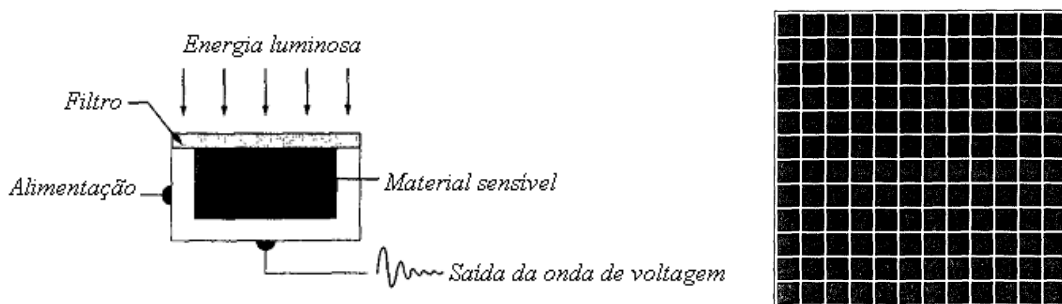 Energia luminosa
Filtro
Alimentação
Material sensível
Saída da onda de voltagem